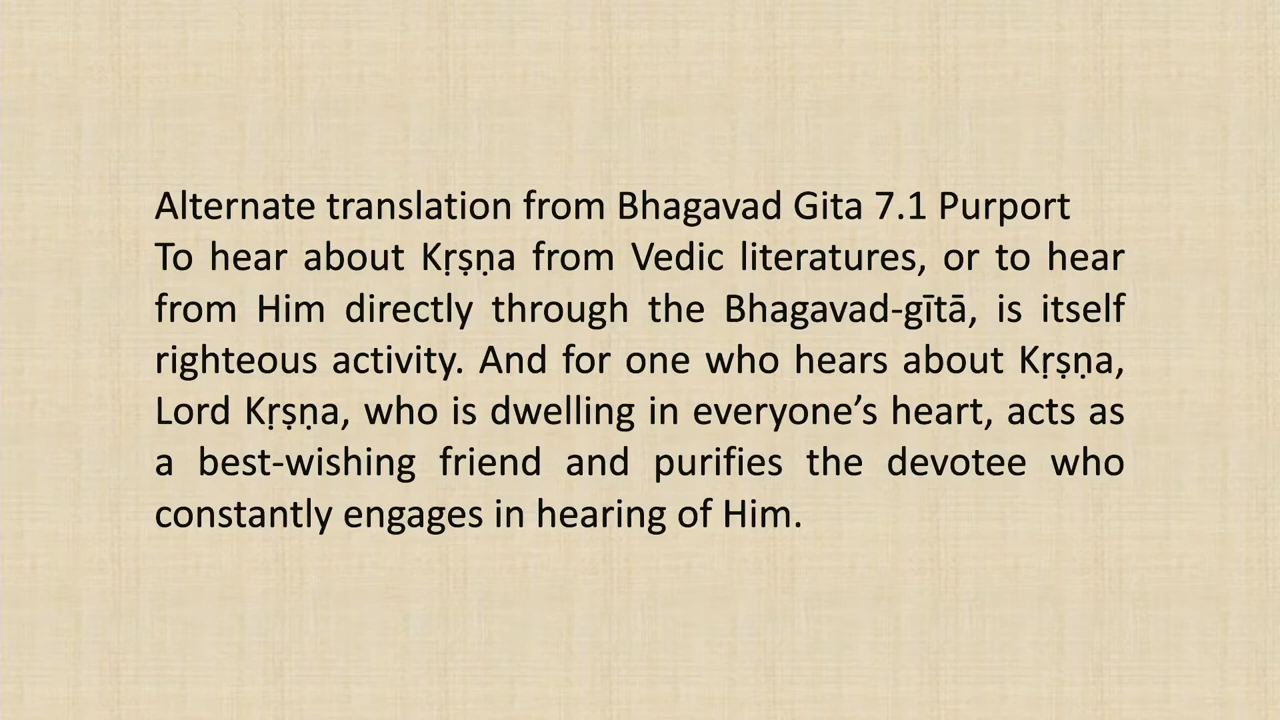 Alternate translation from Bhagavad Gita 7.1 Purport
To hear about Kṛṣṇa from Vedic literatures, or to hear
from Him directly through the Bhagavad-gītā, is itself
righteous activity. And for one who hears about Kṛṣṇa,
Lord Kṛṣṇa, who is dwelling in everyone’s heart, acts as
a best-wishing friend and purifies the devotee who
constantly engages in hearing of Him.